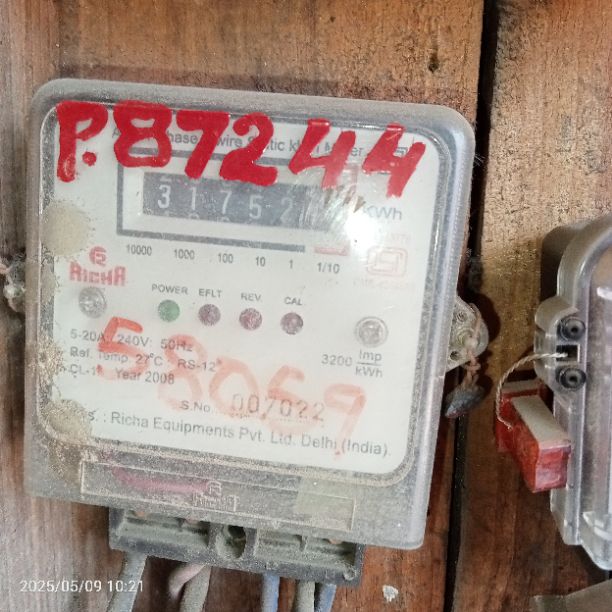 P.87244
3 1 7 5 2
KWh
10000 1000 100 10 1 1/10
RICHA
POWER EFLT REV. CAL.
5-20A, 240V: 50Hz
Ref. Temp. 27°C RS-12
3200 Imp/kWh
CL-1 Year 2008
58069
S.No. 007022
: Richa Equipments Pvt. Ltd. Delhi (India)
2025/05/09 10:21